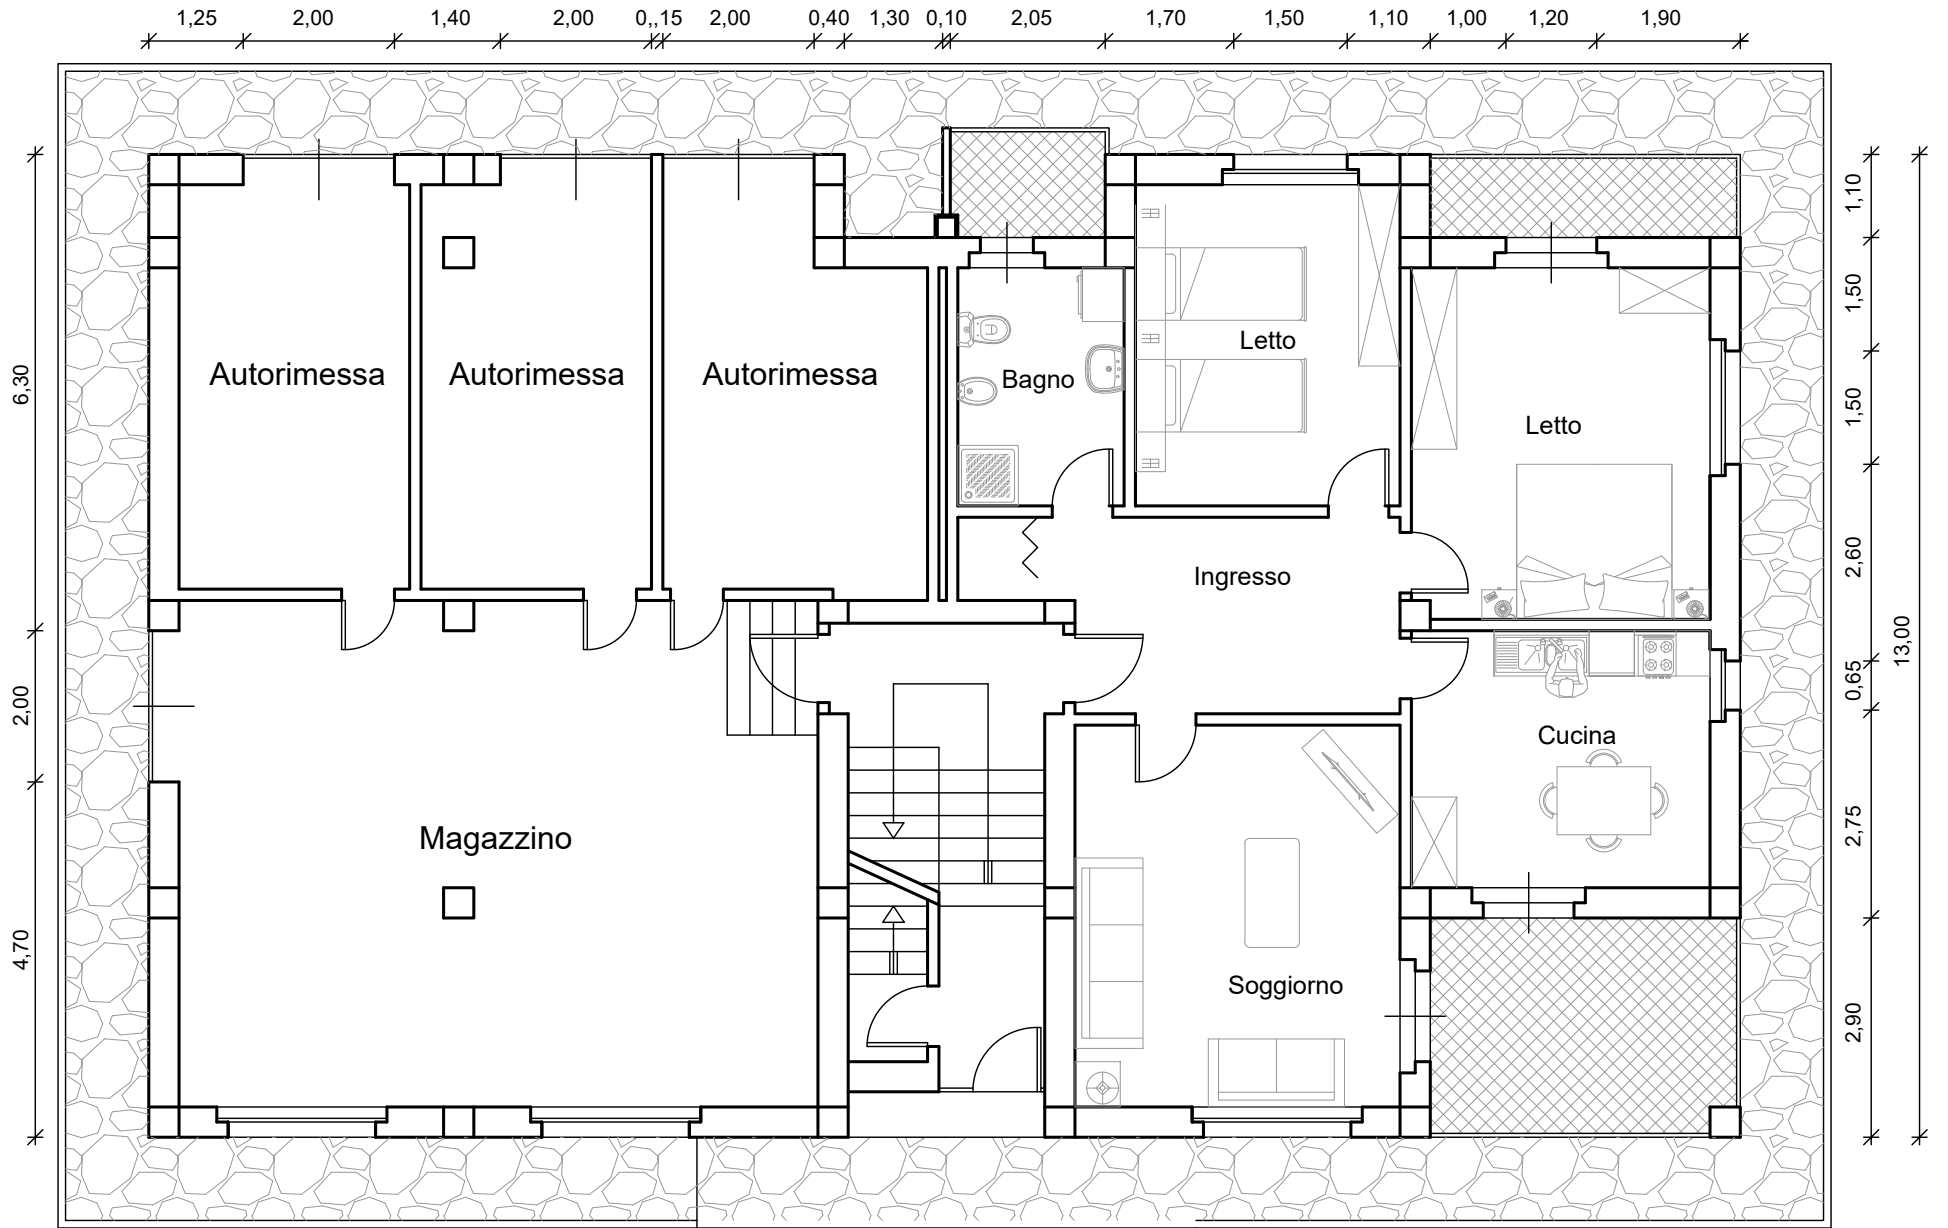 1,25 2,00 1,40 2,00 0,,15 2,00 0,40 1,30 0,10 2,05 1,70 1,50 1,10 1,00 1,20 1,90
1,10
1,50
Letto
6,30
Autorimessa Autorimessa Autorimessa
Bagno
1,50
Letto
2,60
Ingresso
13,00
0,65
2,00
Cucina
2,75
Magazzino
4,70
Soggiorno
2,90